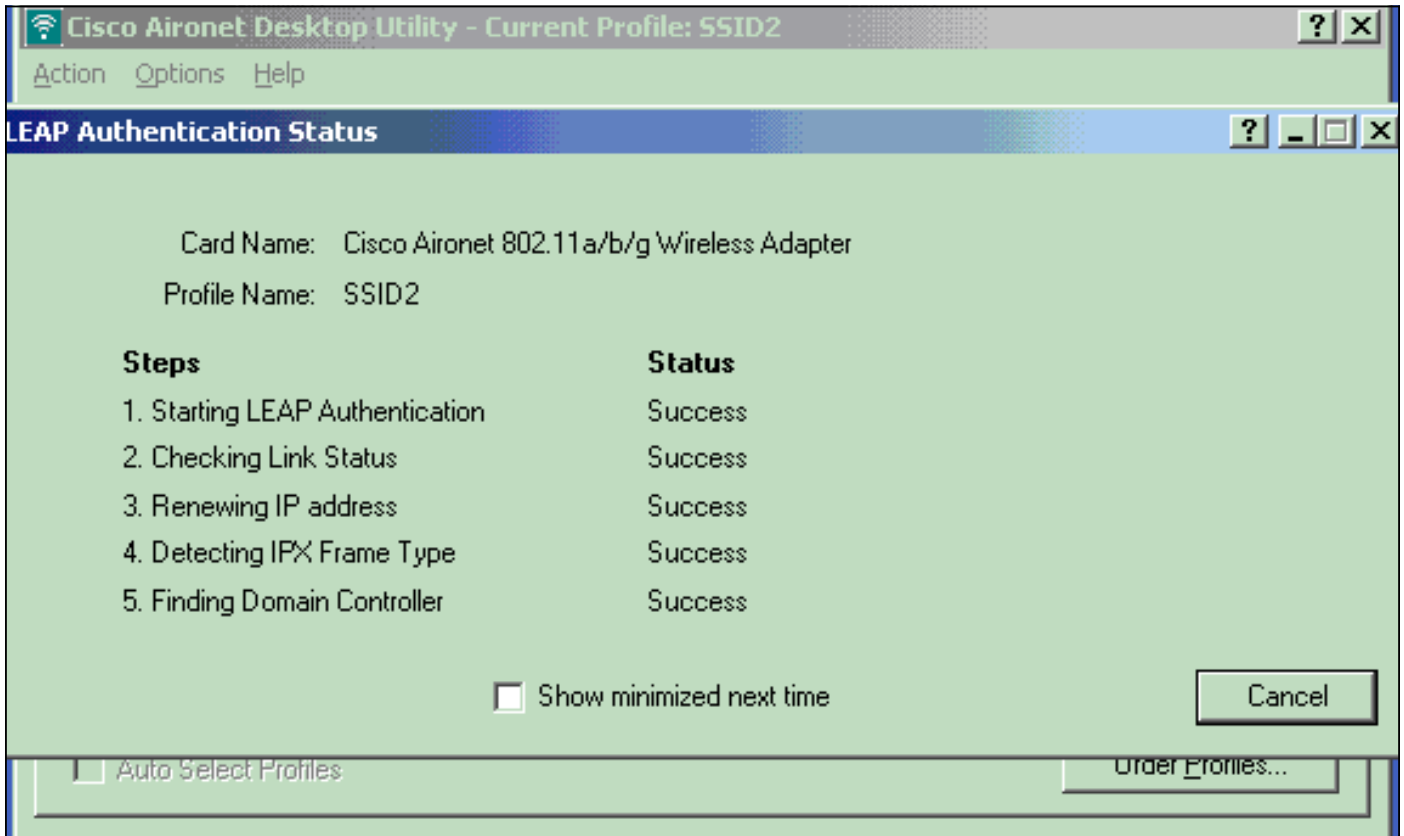 Cisco Aironet Desktop Utility - Current Profile: SSID2
Action Options Help
LEAP Authentication Status
Card Name: Cisco Aironet 802.11a/b/g Wireless Adapter
Profile Name: SSID2
Steps Status
1. Starting LEAP Authentication Success
2. Checking Link Status Success
3. Renewing IP address Success
4. Detecting IPX Frame Type Success
5. Finding Domain Controller Success
Show minimized next time Cancel
Auto Select Profiles Order Profiles...